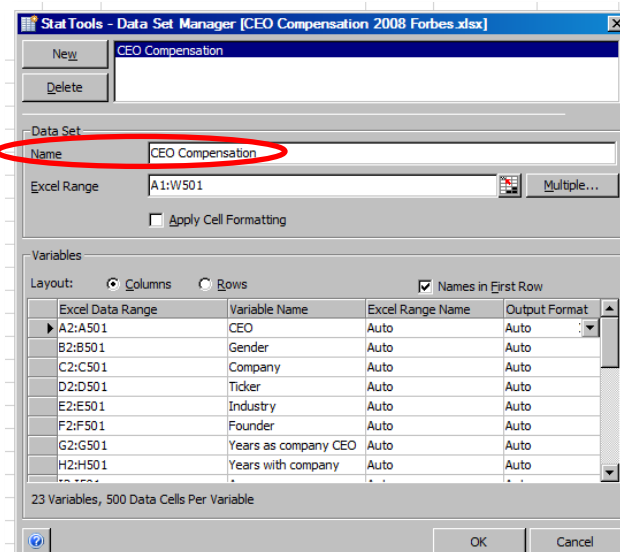 StatTools - Data Set Manager [CEO Compensation 2008 Forbes.xlsx]
New
CEO Compensation
Delete
Data Set
Name CEO Compensation
Excel Range A1:W501 Multiple...
Apply Cell Formatting
Variables
Layout: Columns Rows Names in First Row
Excel Data Range Variable Name Excel Range Name Output Format
A2:A501 CEO Auto Auto
B2:B501 Gender Auto Auto
C2:C501 Company Auto Auto
D2:D501 Ticker Auto Auto
E2:E501 Industry Auto Auto
F2:F501 Founder Auto Auto
G2:G501 Years as company CEO Auto Auto
H2:H501 Years with company Auto Auto
23 Variables, 500 Data Cells Per Variable
OK Cancel